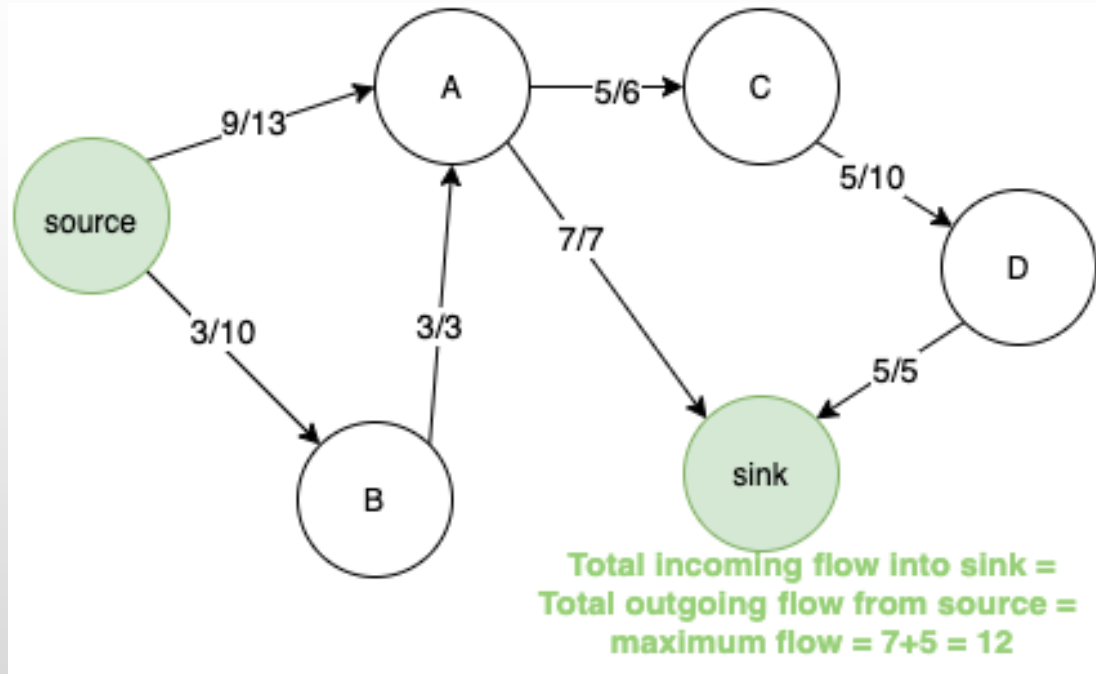 A
C
5/6
9/13
5/10
source
7/7
D
3/10
3/3
5/5
sink
B
Total incoming flow into sink =
Total outgoing flow from source =
maximum flow = 7+5 = 12